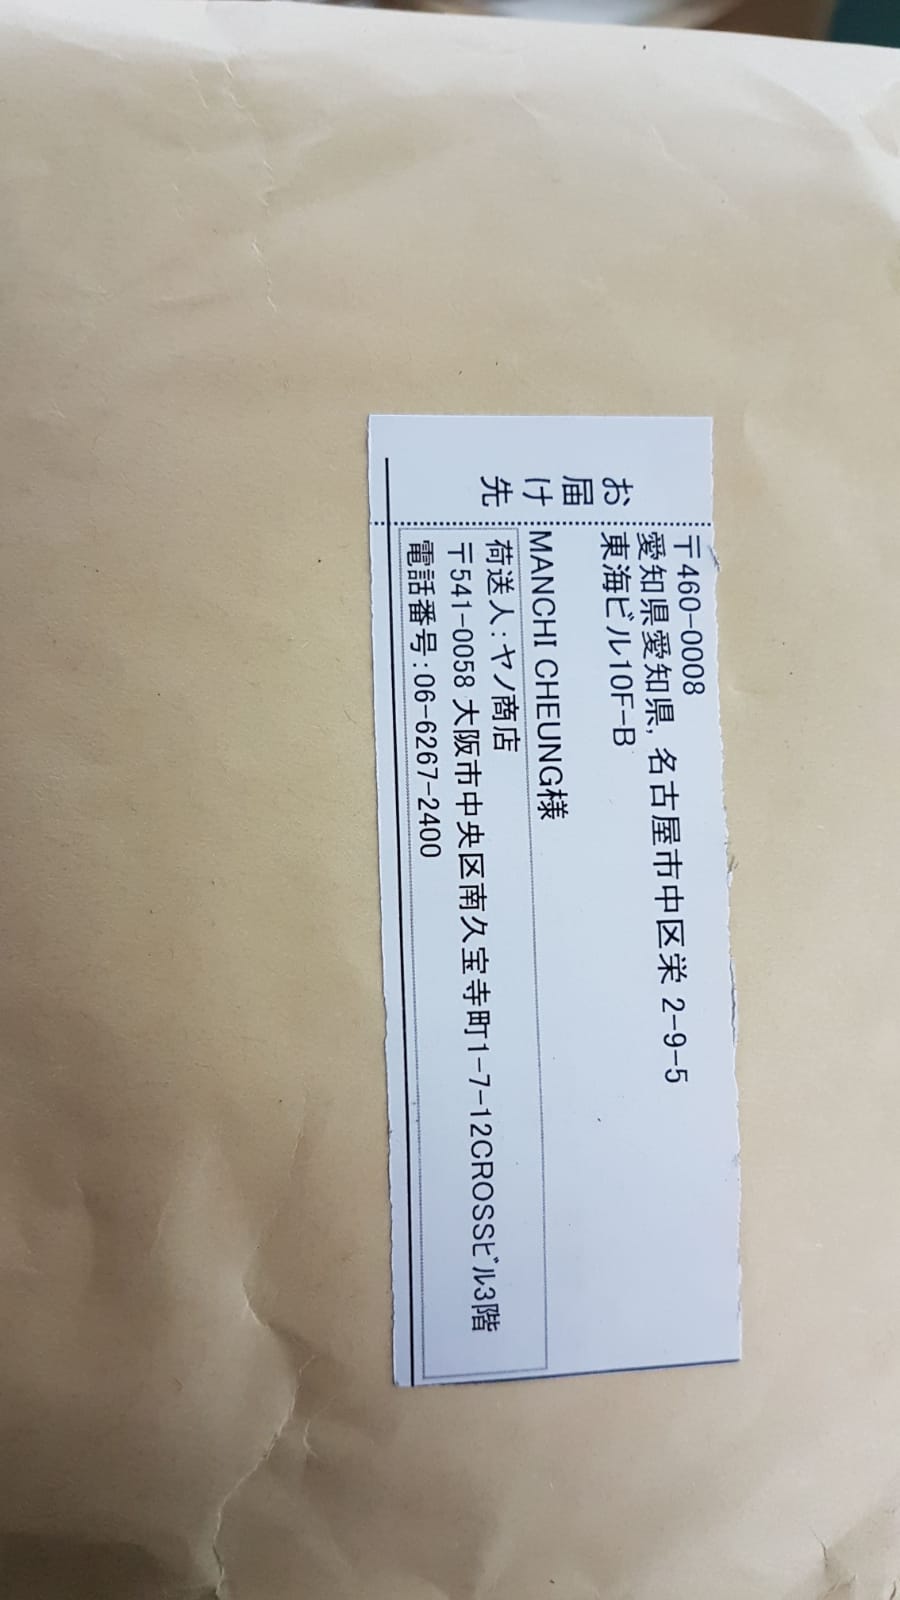 お届け先
〒460-0008
愛知県愛知県, 名古屋市中区栄 2-9-5
東海ビル10F-B
MANCHI CHEUNG様
荷送人:ヤノ商店
〒541-0058 大阪市中央区南久宝寺町1-7-12CROSSビル3階
電話番号:06-6267-2400